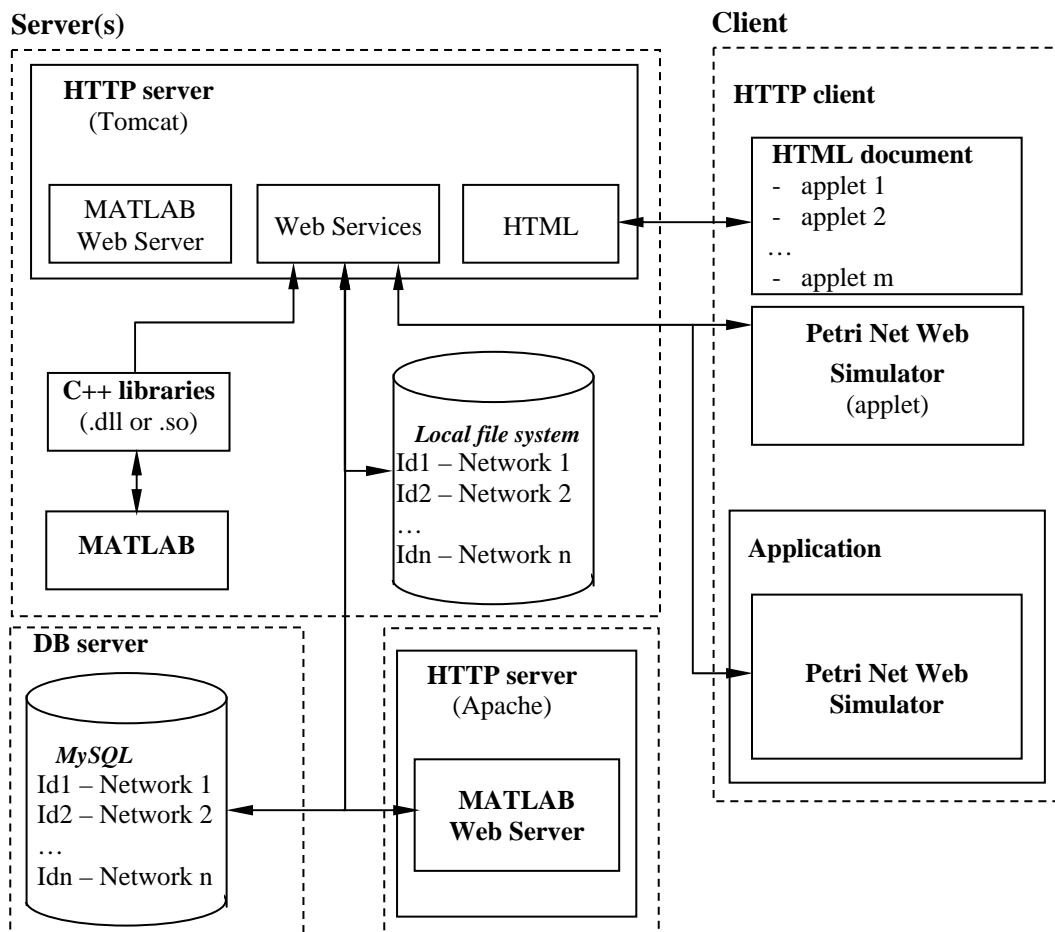 Server(s)
HTTP server
(Tomcat)
MATLAB
Web Server
Web Services
HTML
C++ libraries
(.dll or .so)
MATLAB
Local file system
Id1 – Network 1
Id2 – Network 2
…
Idn – Network n
DB server
MySQL
Id1 – Network 1
Id2 – Network 2
…
Idn – Network n
HTTP server
(Apache)
MATLAB
Web Server
Client
HTTP client
HTML document
- applet 1
- applet 2
…
- applet m
Petri Net Web
Simulator
(applet)
Application
Petri Net Web
Simulator